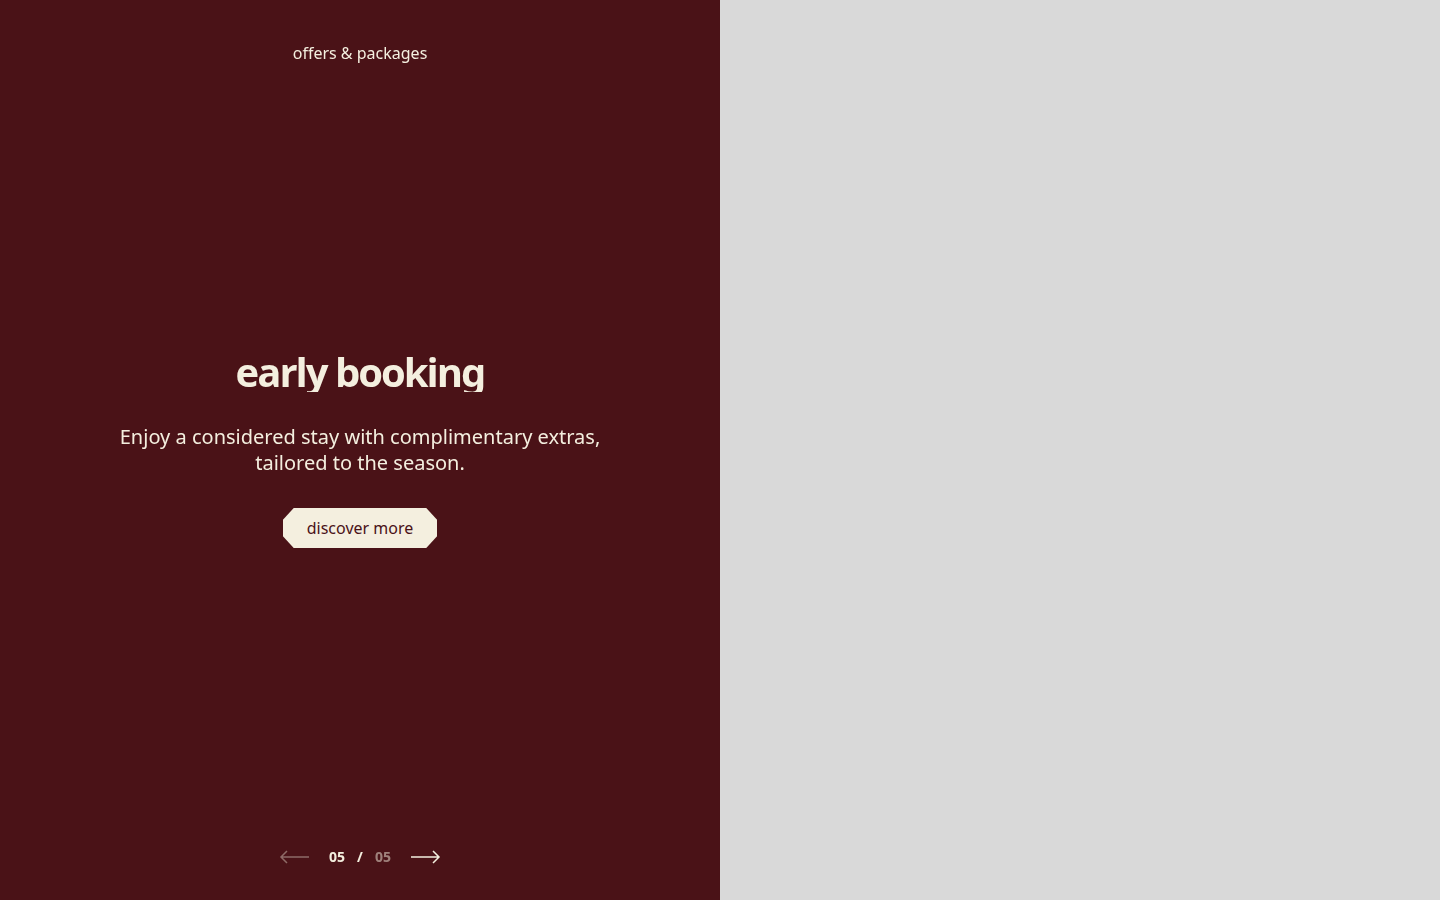 offers & packages
early booking
Enjoy a considered stay with complimentary extras,
tailored to the season.
discover more
05 / 05